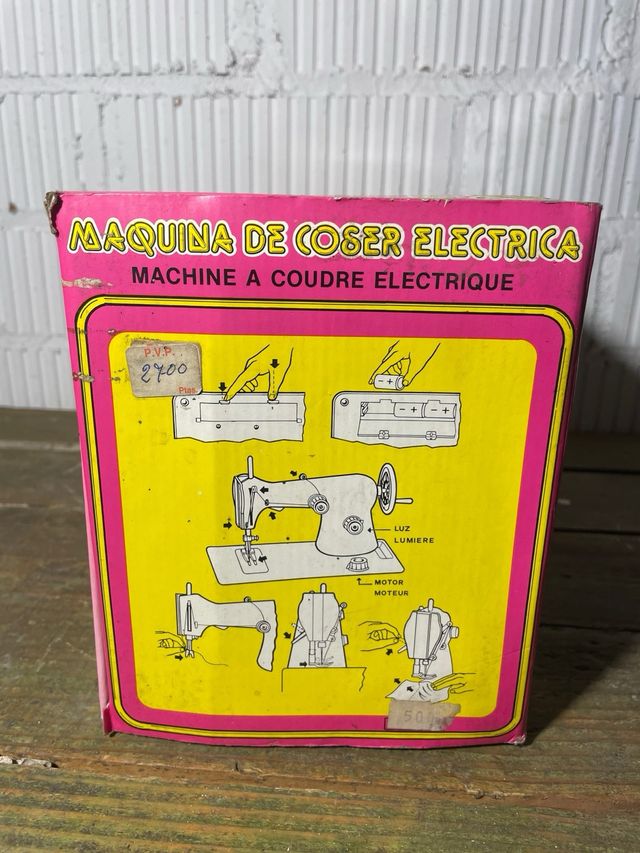 MAQUINA DE COSER ELECTRICA
MACHINE A COUDRE ELECTRIQUE
P.V.P.
2700
Ptas.
- +
- +
- +
LUZ
LUMIERE
MOTOR
MOTEUR